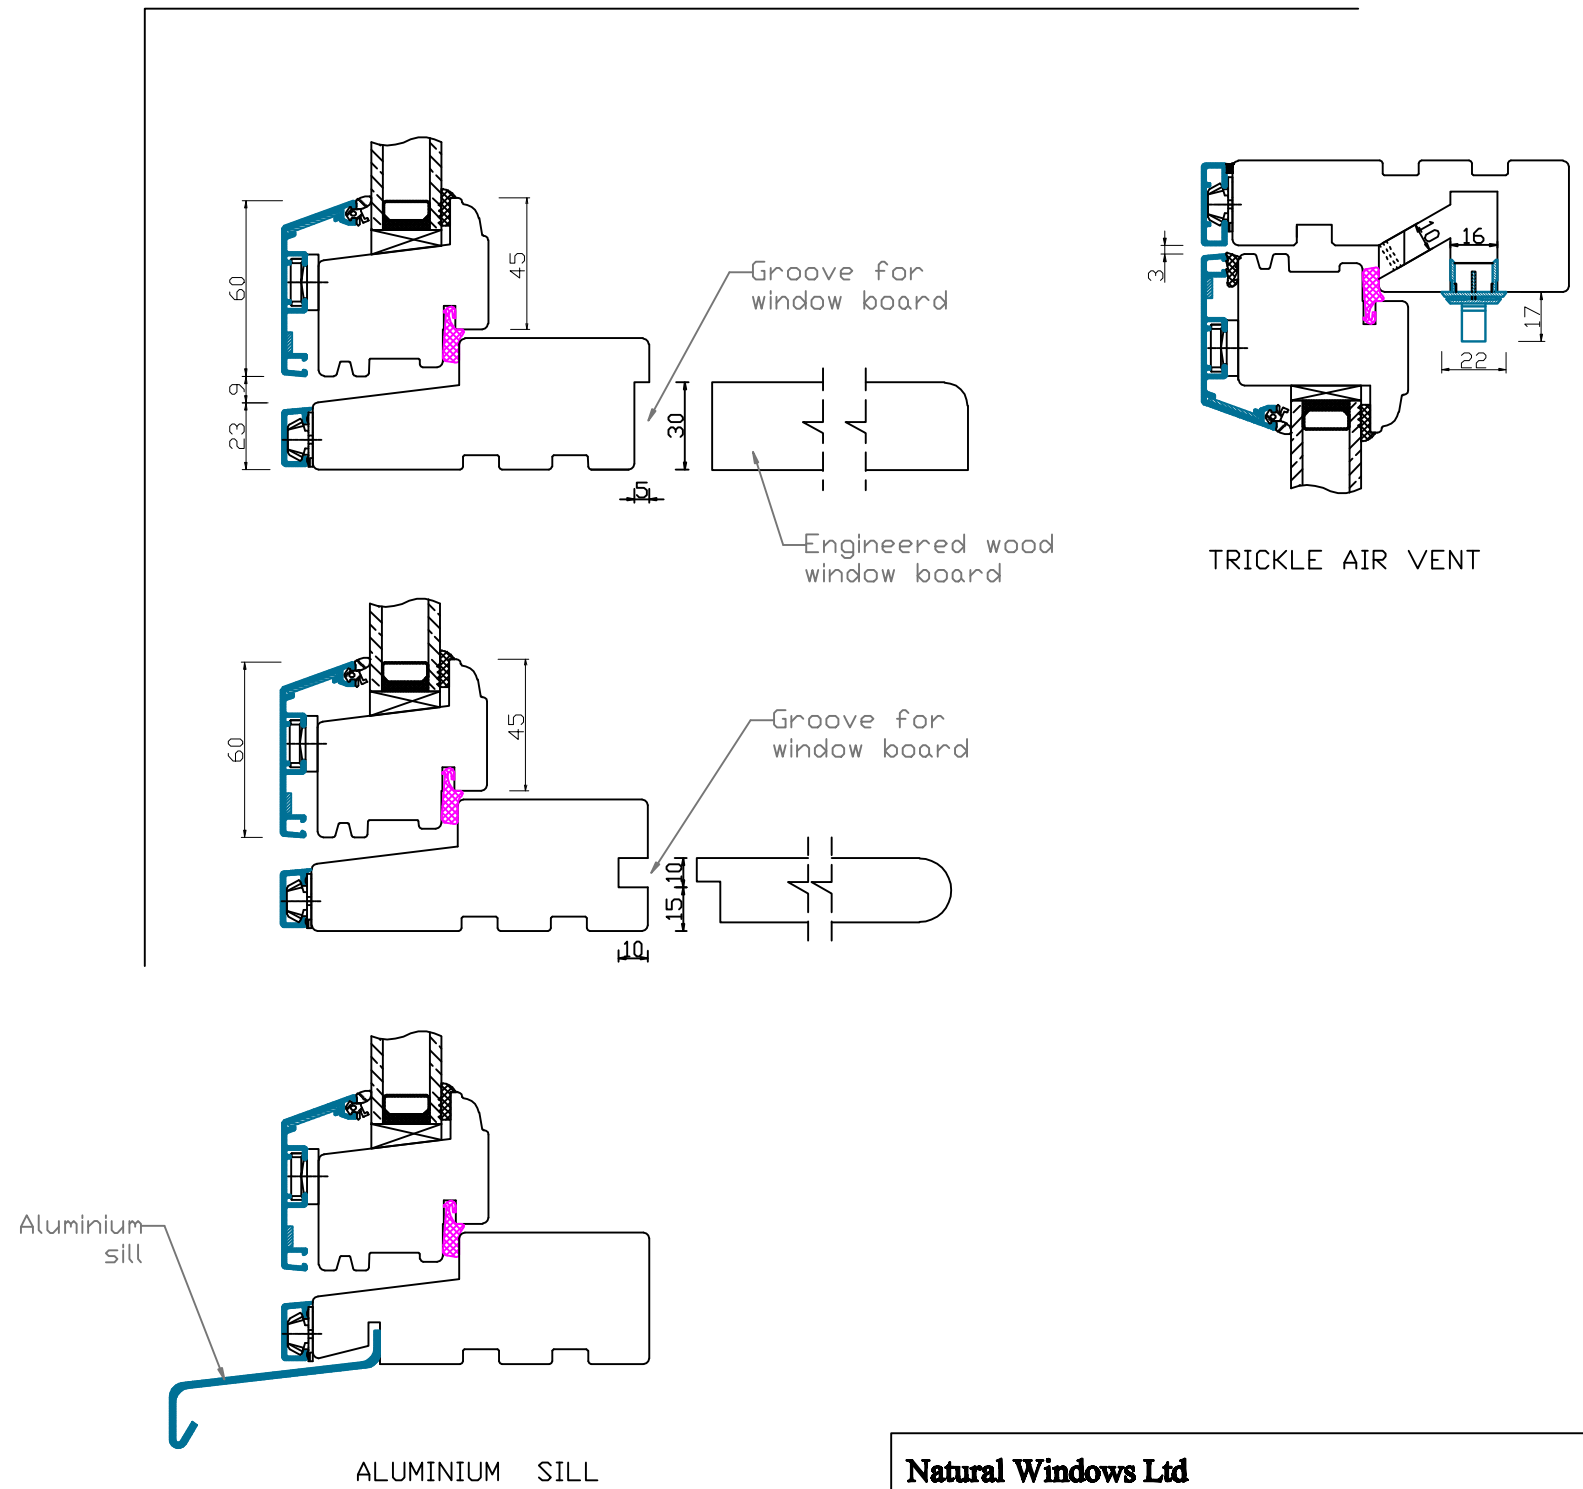 60
9
23
45
Groove for
window board
30
5
Engineered wood
window board
3
10
16
17
22
TRICKLE AIR VENT
60
45
Groove for
window board
10
15
10
Aluminium
sill
ALUMINIUM SILL
Natural Windows Ltd